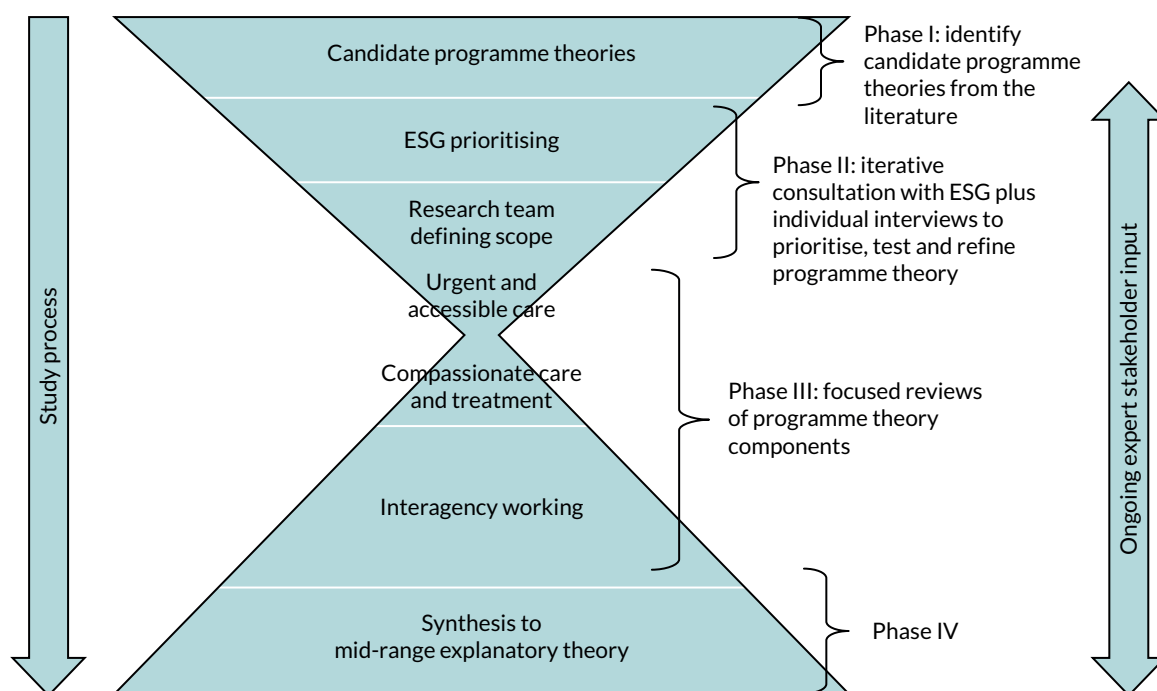 Candidate programme theories
ESG prioritising
Research team
defining scope
Urgent and
accessible care
Compassionate care
and treatment
Interagency working
Synthesis to
mid-range explanatory theory
Phase I: identify
candidate programme
theories from the
literature
Phase II: iterative
consultation with ESG plus
individual interviews to
prioritise, test and refine
programme theory
Phase III: focused reviews
of programme theory
components
Phase IV
Study process
Ongoing expert stakeholder input